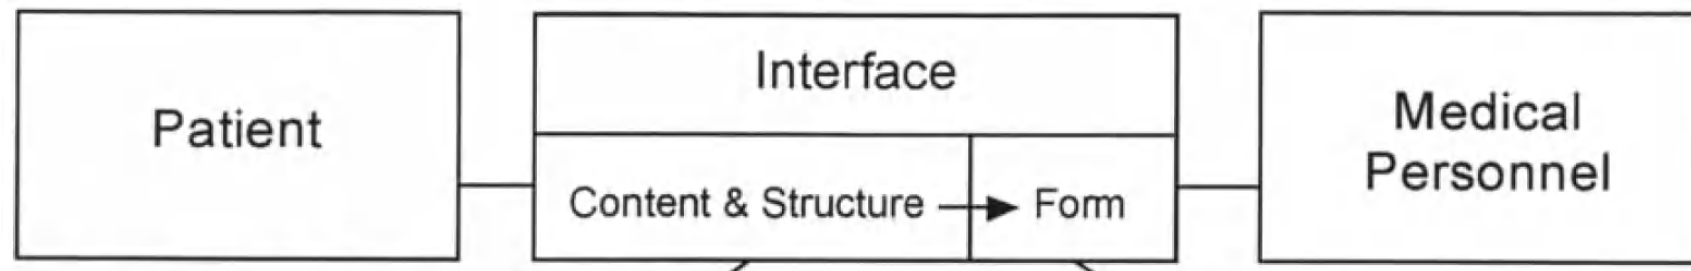 Patient
Interface
Content & Structure
Form
Medical
Personnel